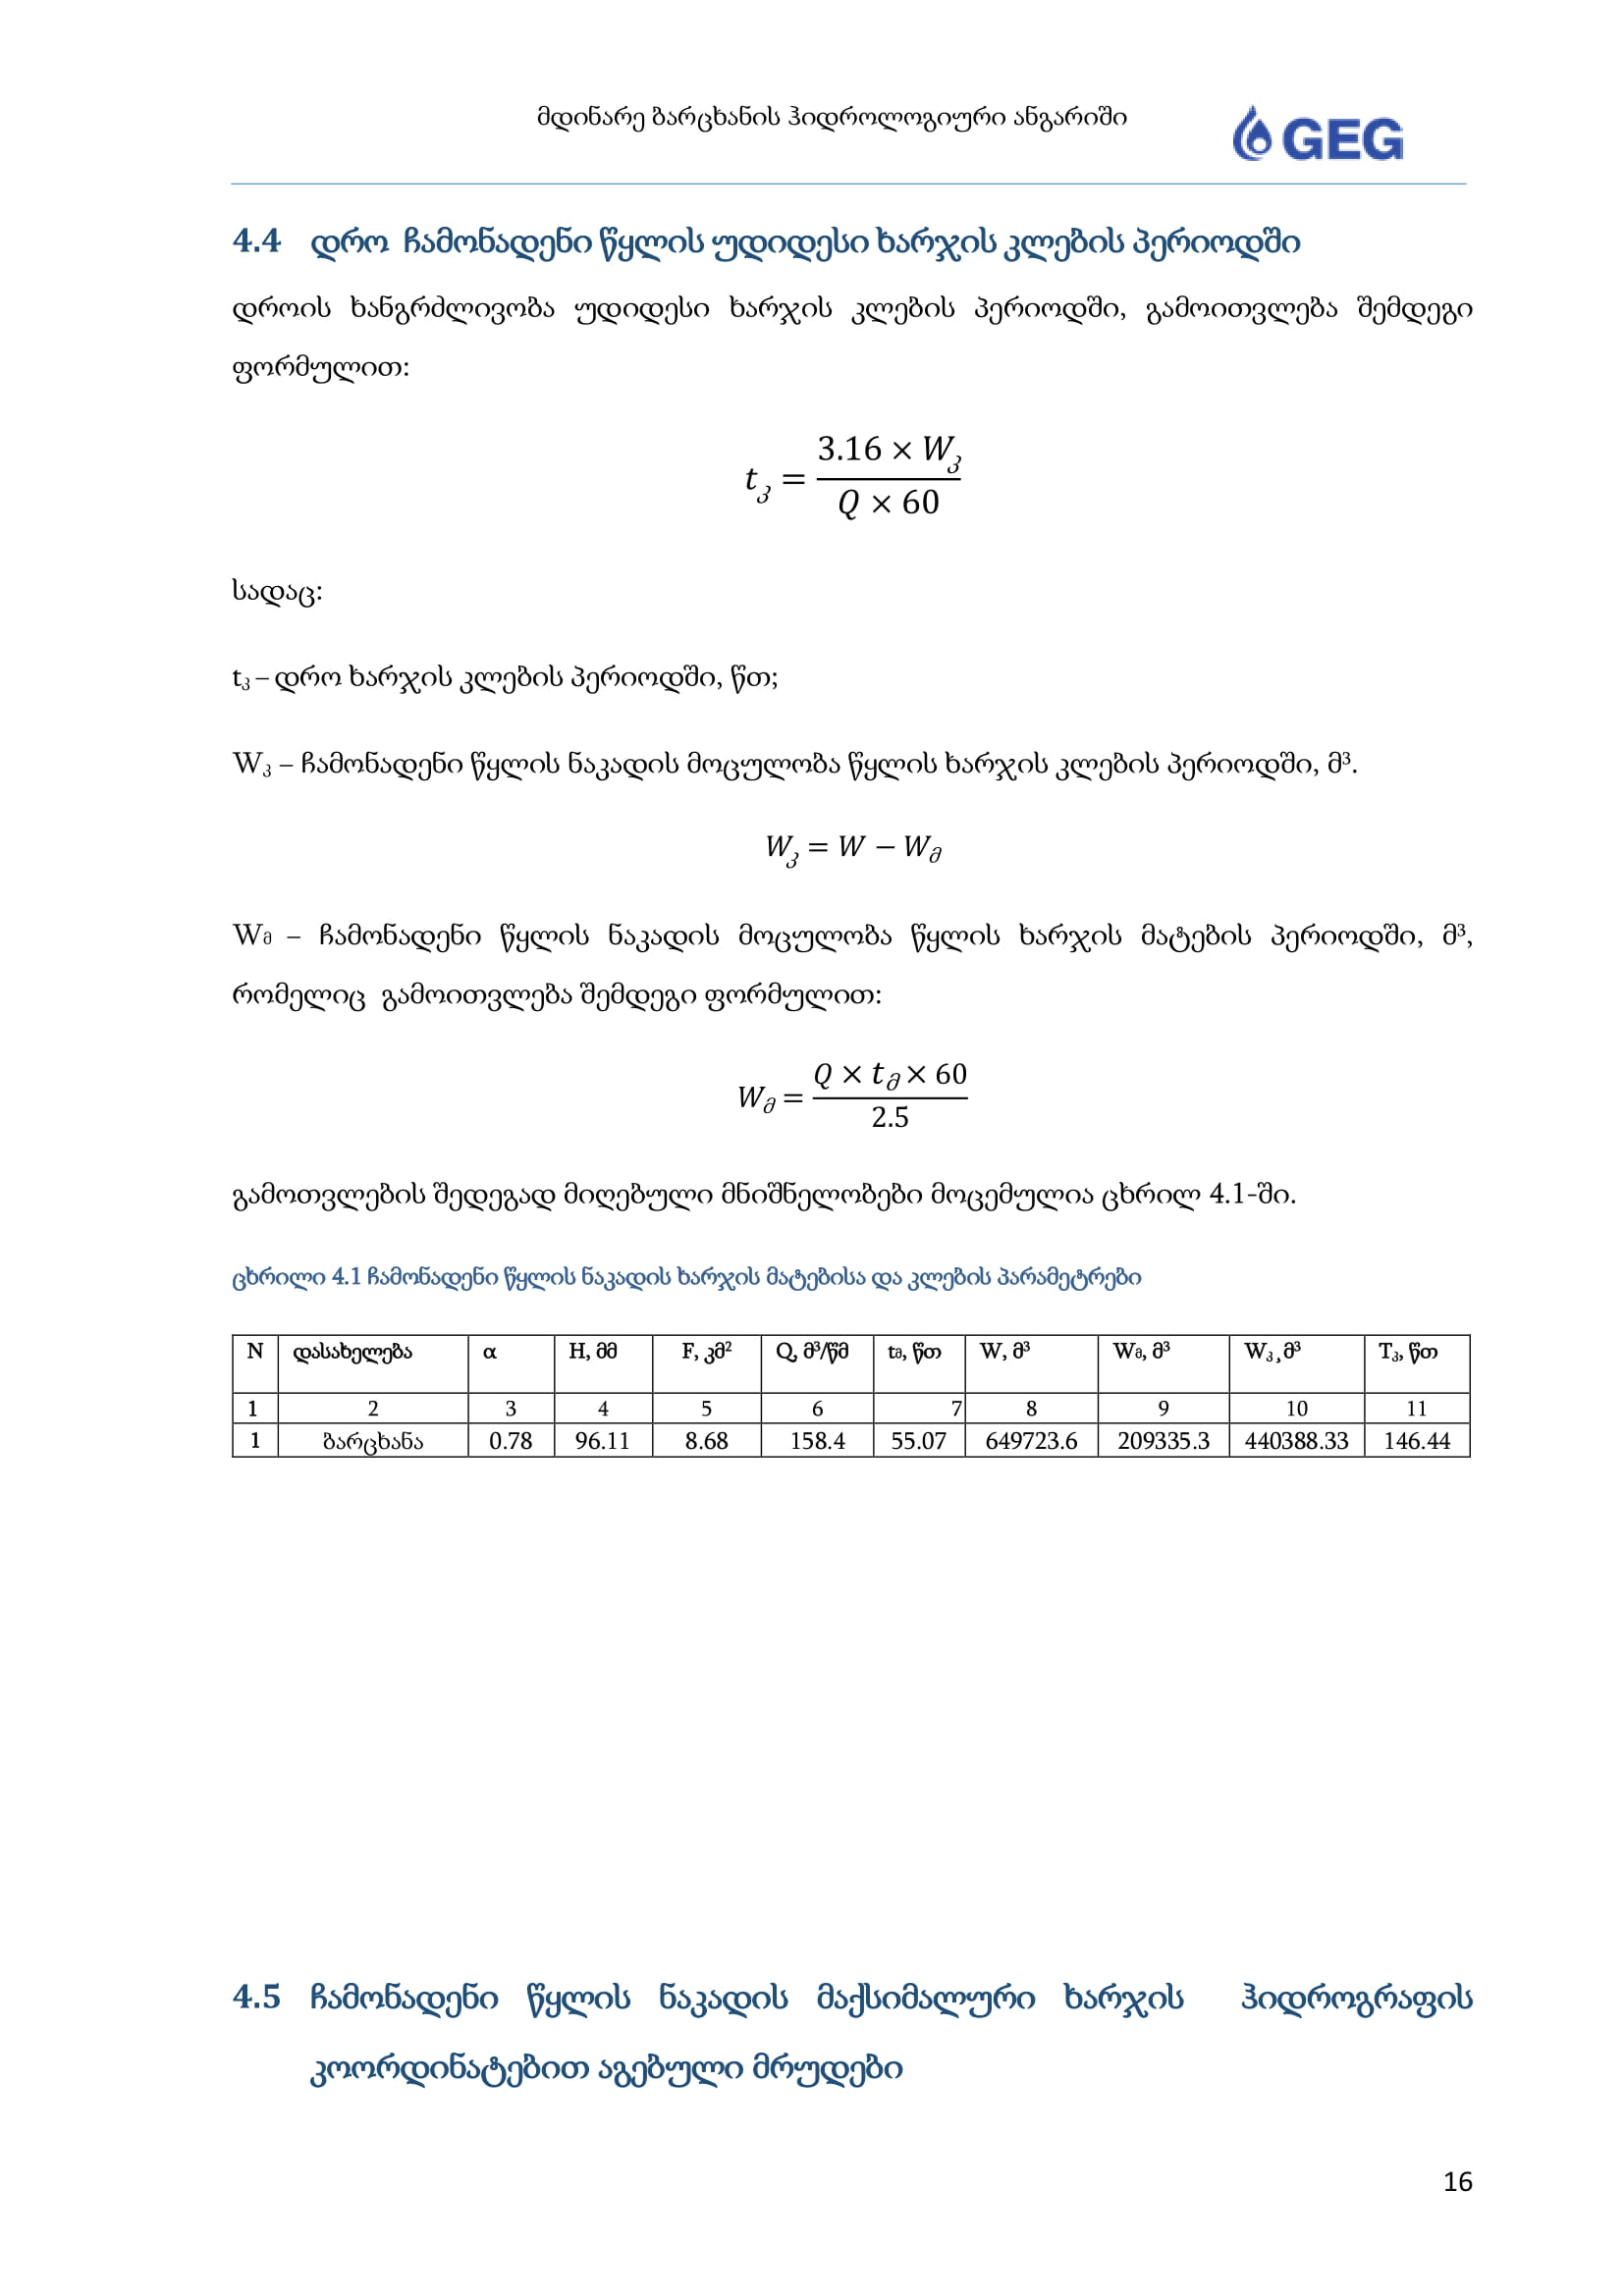 მდინარე ბარცხანის ჰიდროლოგიური ანგარიში
GEG
4.4 დრო ჩამონადენი წყლის უდიდესი ხარჯის კლების პერიოდში
დროის ხანგრძლივობა უდიდესი ხარჯის კლების პერიოდში, გამოითვლება შემდეგი
ფორმულით:
t კ = 3.16 × W კ / Q × 60
სადაც:
tკ – დრო ხარჯის კლების პერიოდში, წთ;
Wკ – ჩამონადენი წყლის ნაკადის მოცულობა წყლის ხარჯის კლების პერიოდში, მ³.
Wკ = W − Wმ
Wმ – ჩამონადენი წყლის ნაკადის მოცულობა წყლის ხარჯის მატების პერიოდში, მ³,
რომელიც გამოითვლება შემდეგი ფორმულით:
Wმ = Q × tმ × 60 / 2.5
გამოთვლების შედეგად მიღებული მნიშნელობები მოცემულია ცხრილ 4.1-ში.
ცხრილი 4.1 ჩამონადენი წყლის ნაკადის ხარჯის მატებისა და კლების პარამეტრები
N დასახელება α H, მმ F, კმ² Q, მ³/წმ tმ, წთ W, მ³ Wმ, მ³ Wკ, მ³ Tკ, წთ
1 2 3 4 5 6 7 8 9 10 11
1 ბარცხანა 0.78 96.11 8.68 158.4 55.07 649723.6 209335.3 440388.33 146.44
4.5 ჩამონადენი წყლის ნაკადის მაქსიმალური ხარჯის ჰიდროგრაფის
კოორდინატებით აგებული მრუდები
16